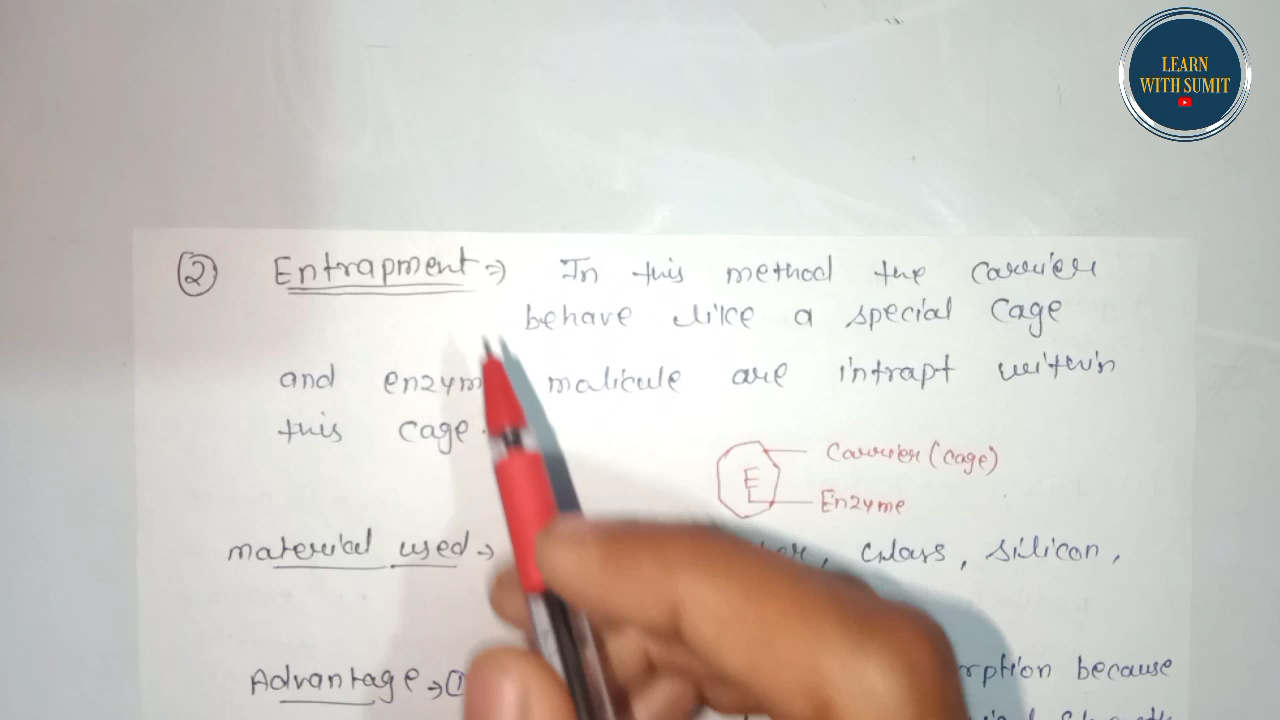 LEARN
WITH SUMIT
② Entrapment => In this method the carrier
behave like a special cage
and enzym malicule are intrapt within
this cage.
Carrier (cage)
E
Enzyme
material used → , Glass, silicon,
Advantage → ① rption because